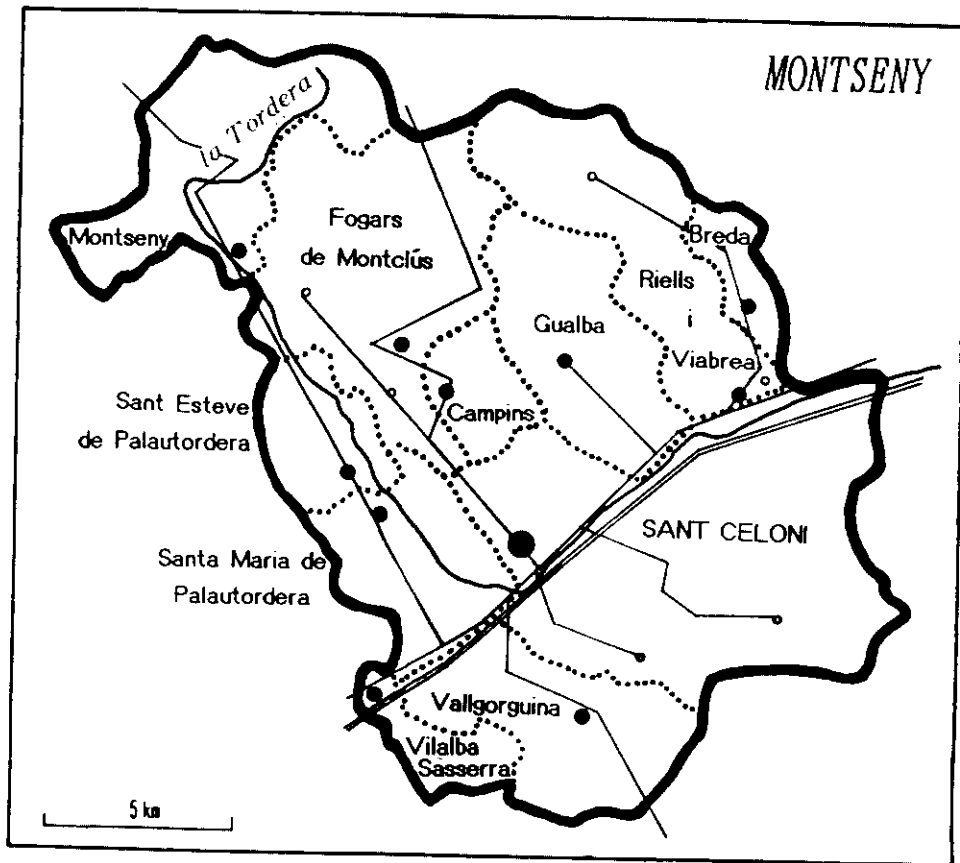 MONTSENY
la Tordera
Montseny
Fogars
de Montclús
Breda
Riells
i
Viabrea
Gualba
Campins
Sant Esteve
de Palautordera
Santa Maria de
Palautordera
SANT CELONI
Vallgorguina
Vilalba
Sasserra
5 km